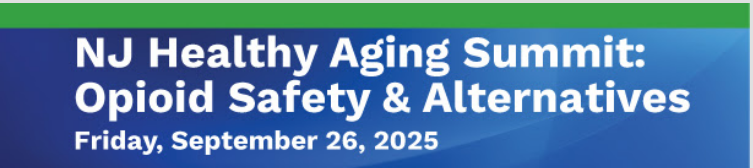 NJ Healthy Aging Summit:
Opioid Safety & Alternatives
Friday, September 26, 2025